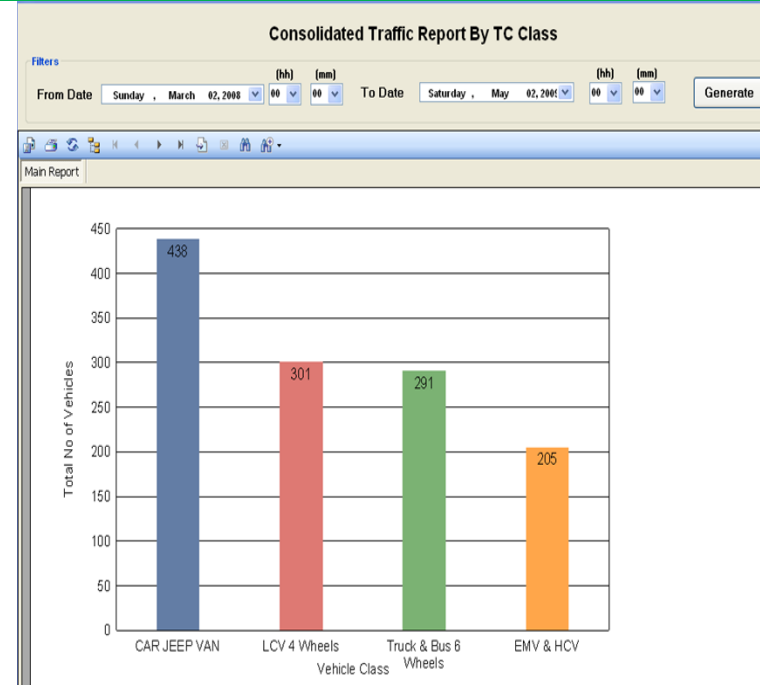 Consolidated Traffic Report By TC Class
Filters
(hh) (mm) (hh) (mm)
From Date Sunday , March 02, 2008 00 00 To Date Saturday , May 02, 00 00 Generate
Main Report
450
438
400
350
300
301
291
250
205
200
150
100
50
0
Total No of Vehicles
CAR JEEP VAN LCV 4 Wheels Truck & Bus 6 EMV & HCV
Wheels
Vehicle Class